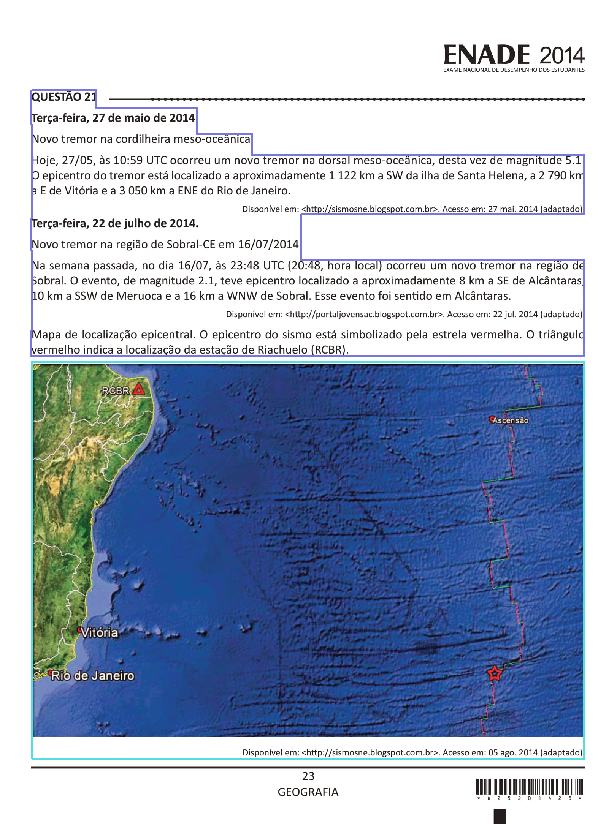 ENADE 2014
EXAME NACIONAL DE DESEMPENHO DOS ESTUDANTES
QUESTÃO 21
Terça-feira, 27 de maio de 2014
Novo tremor na cordilheira meso-oceânica
Hoje, 27/05, às 10:59 UTC ocorreu um novo tremor na dorsal meso-oceânica, desta vez de magnitude 5.1.
O epicentro do tremor está localizado a aproximadamente 1 122 km a SW da ilha de Santa Helena, a 2 790 km
a E de Vitória e a 3 050 km a ENE do Rio de Janeiro.
Disponível em: <http://sismosne.blogspot.com.br>. Acesso em: 27 mai. 2014 (adaptado)
Terça-feira, 22 de julho de 2014.
Novo tremor na região de Sobral-CE em 16/07/2014
Na semana passada, no dia 16/07, às 23:48 UTC (20:48, hora local) ocorreu um novo tremor na região de
Sobral. O evento, de magnitude 2.1, teve epicentro localizado a aproximadamente 8 km a SE de Alcântaras,
10 km a SSW de Meruoca e a 16 km a WNW de Sobral. Esse evento foi sentido em Alcântaras.
Disponível em: <http://portaljovensac.blogspot.com.br>. Acesso em: 22 jul. 2014 (adaptado)
Mapa de localização epicentral. O epicentro do sismo está simbolizado pela estrela vermelha. O triângulo
vermelho indica a localização da estação de Riachuelo (RCBR).
RCBR
Ascensão
Vitória
Rio de Janeiro
Disponível em: <http://sismosne.blogspot.com.br>. Acesso em: 05 ago. 2014 (adaptado)
23
GEOGRAFIA